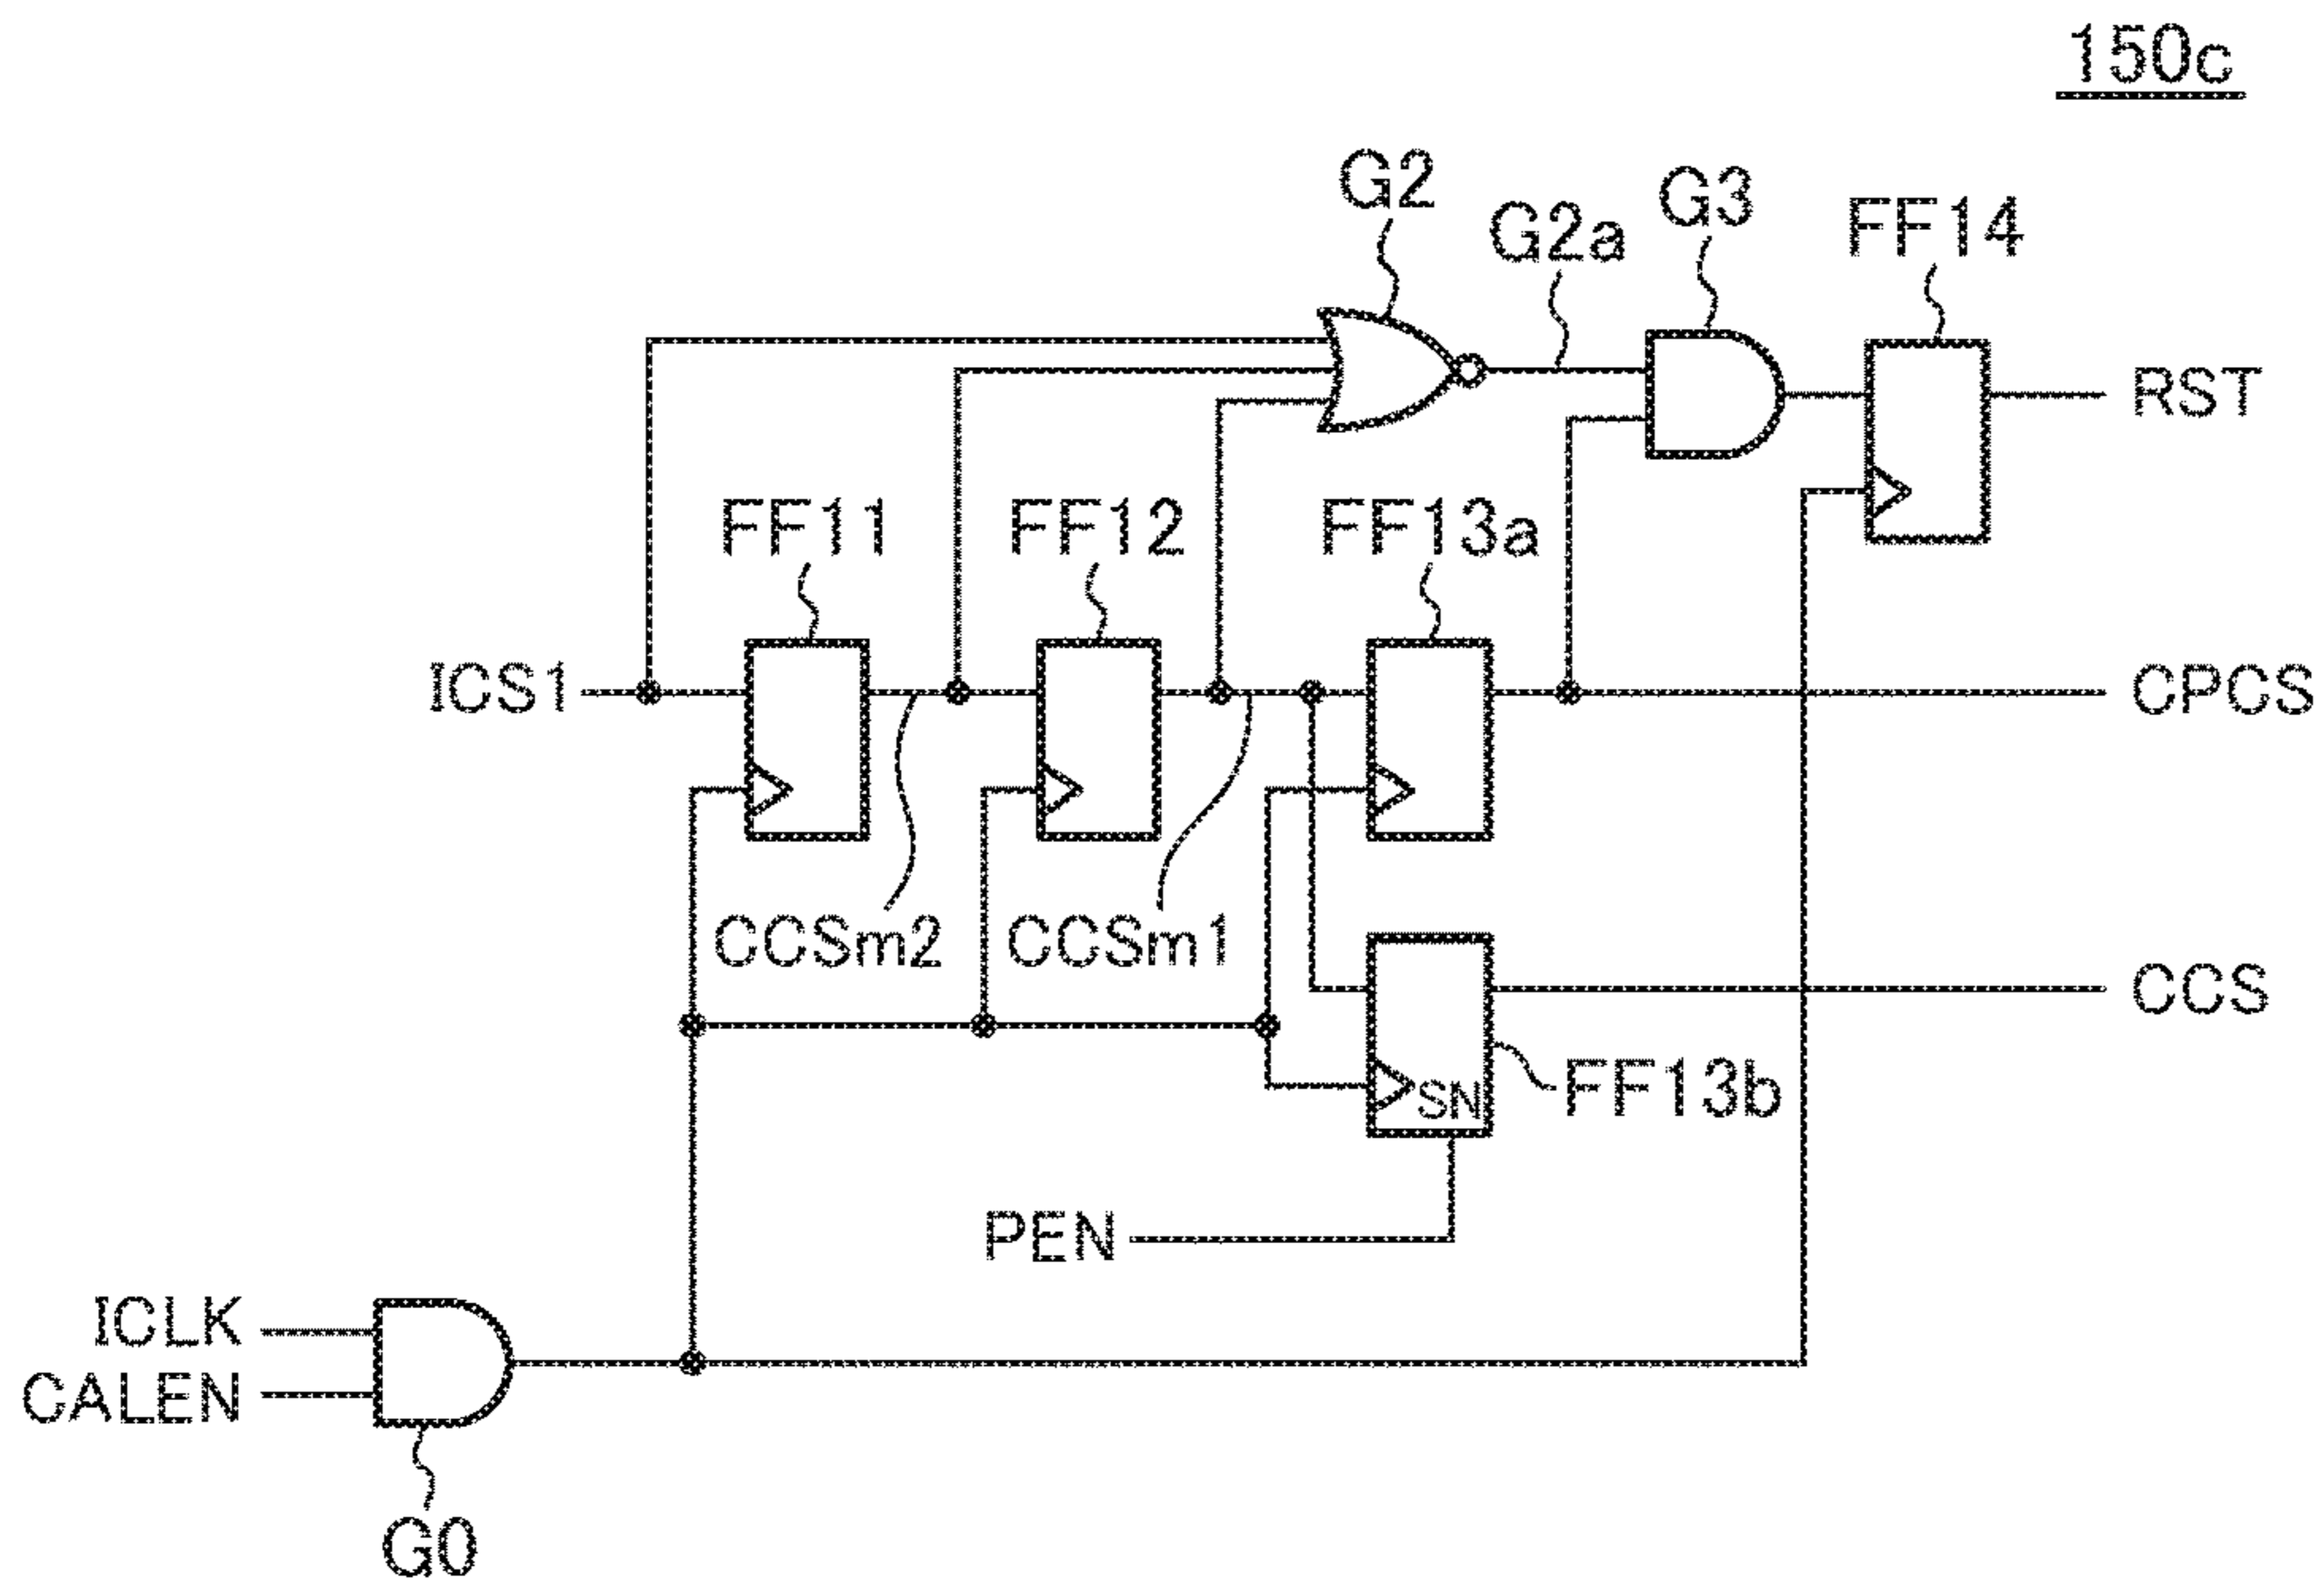 150c
G2
G2a
G3
FF14
RST
FF11
FF12
FF13a
ICS1
CPCS
CCSm2
CCSm1
CCS
SN
FF13b
PEN
ICLK
CALEN
G0